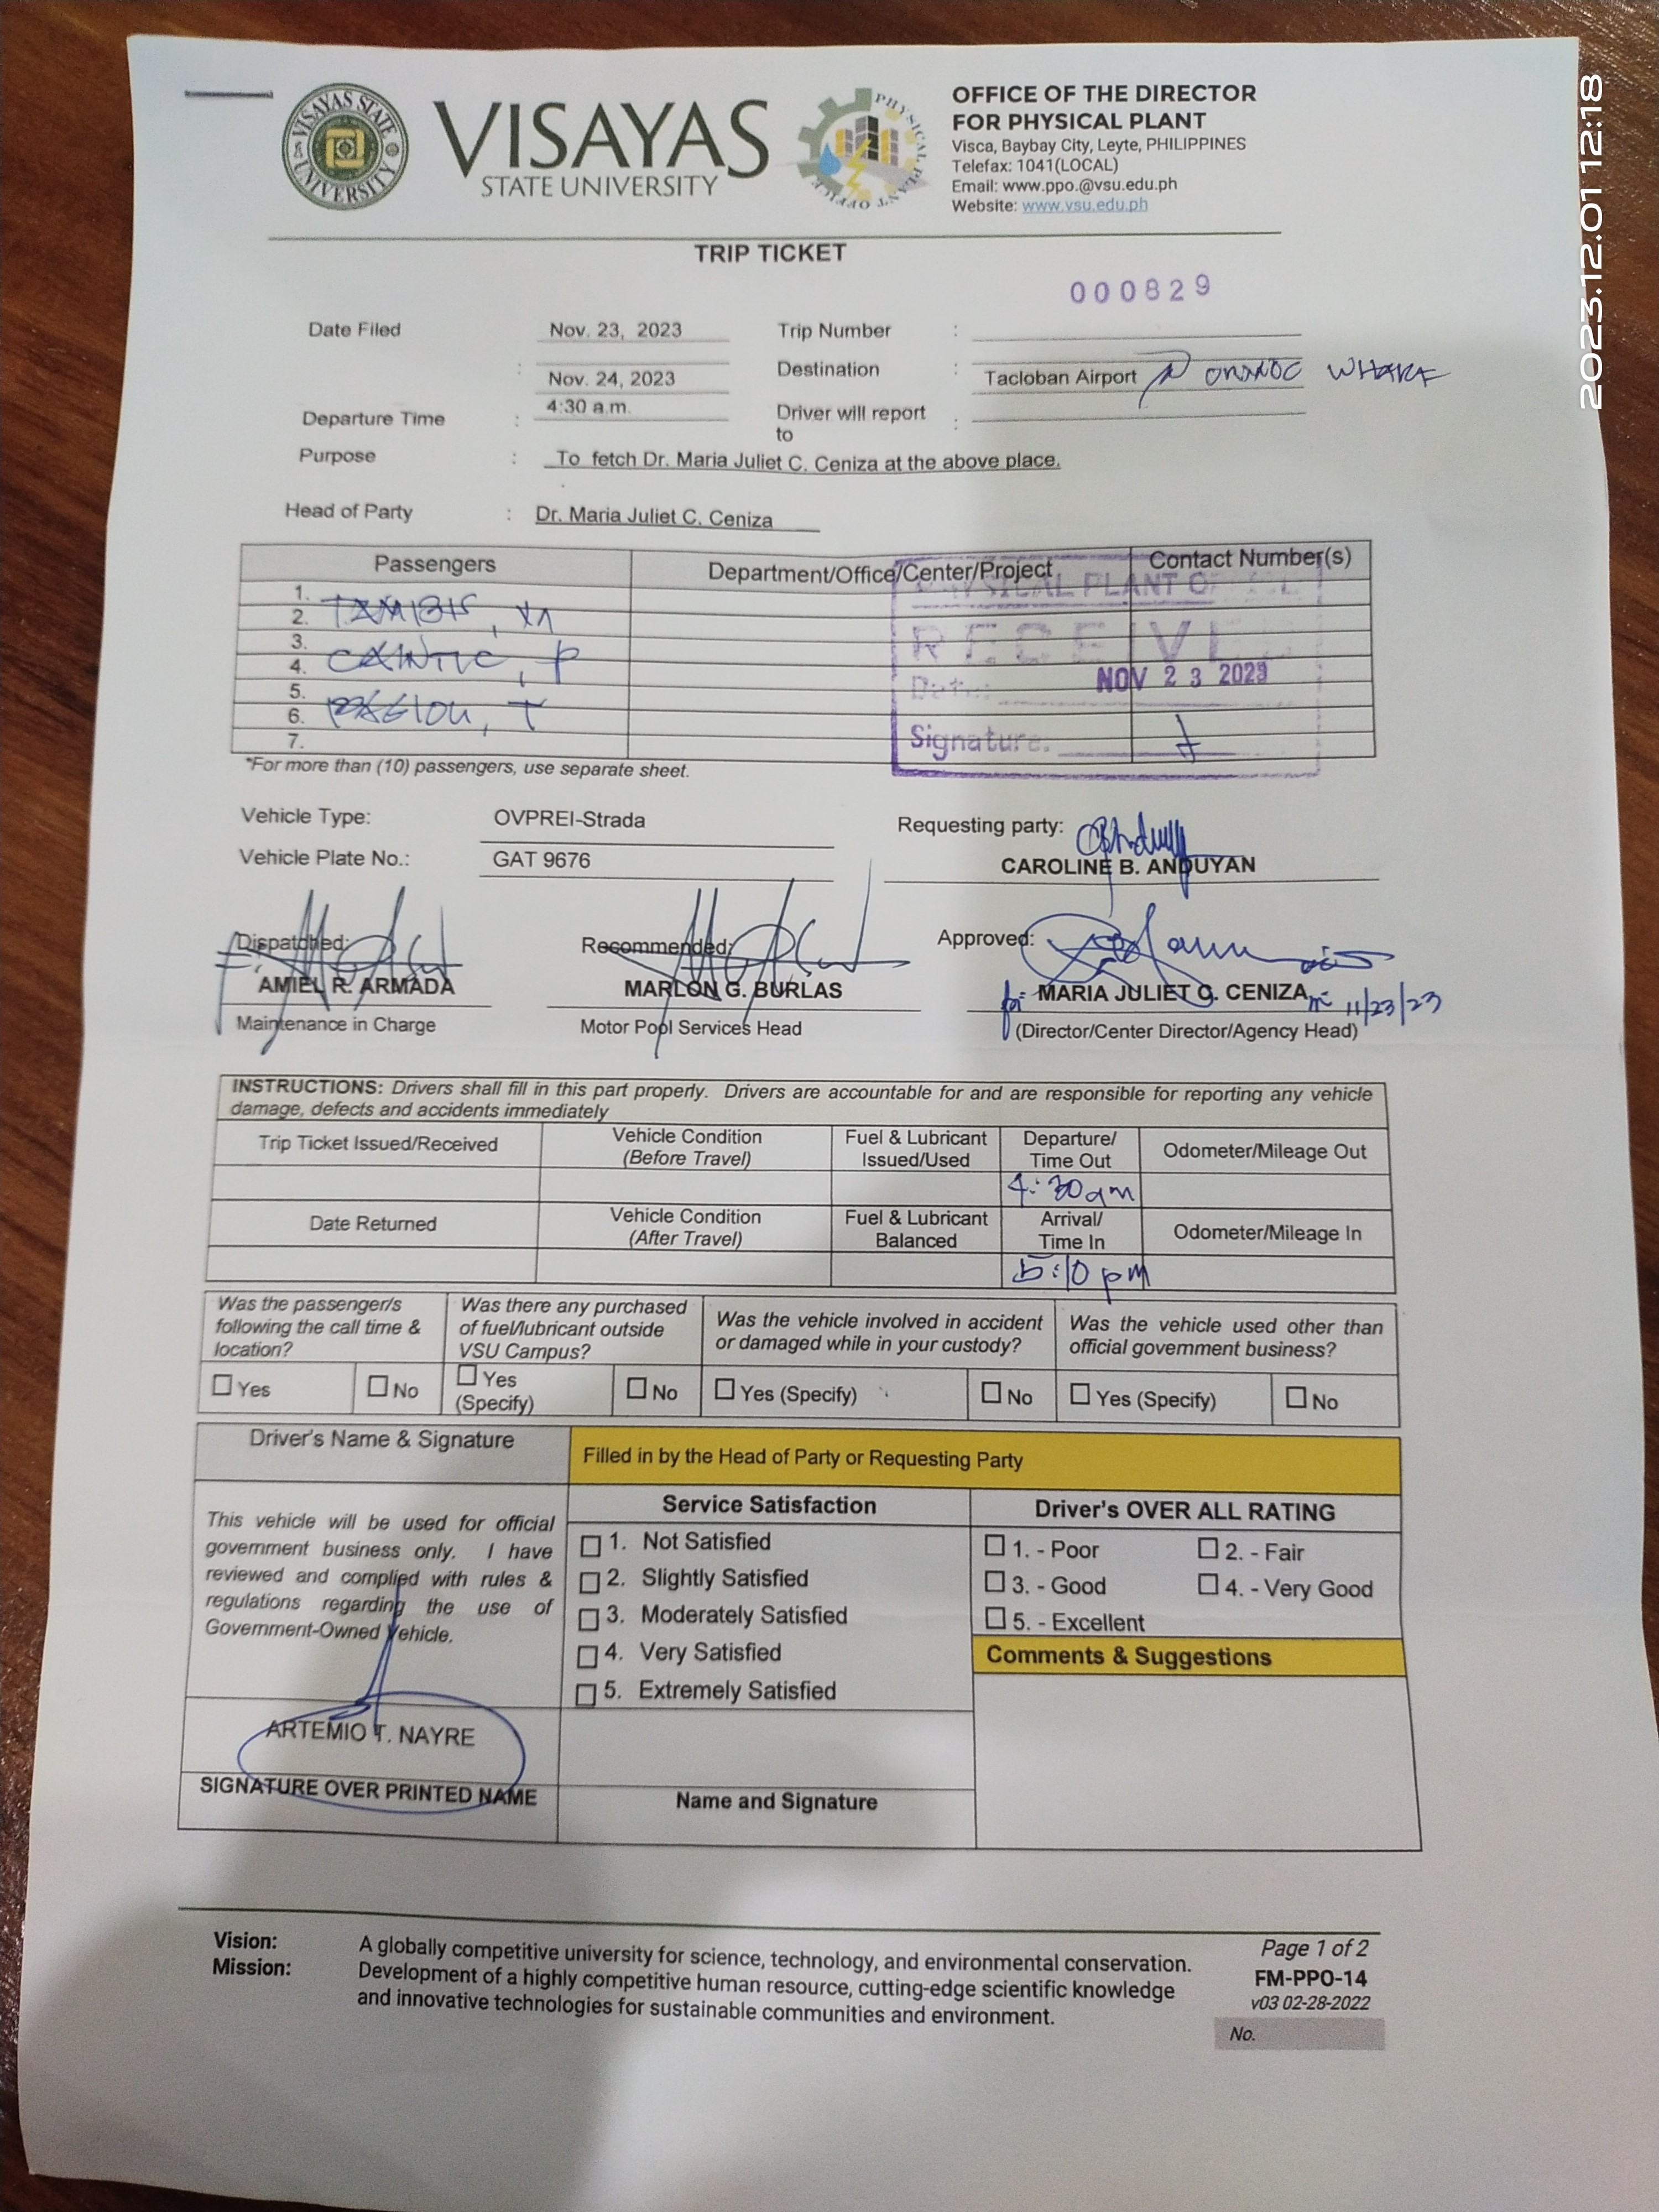 VISAYAS STATE UNIVERSITY
VISAYAS
STATE UNIVERSITY
PHYSICAL PLANT OFFICE
OFFICE OF THE DIRECTOR
FOR PHYSICAL PLANT
Visca, Baybay City, Leyte, PHILIPPINES
Telefax: 1041(LOCAL)
Email: www.ppo.@vsu.edu.ph
Website: www.vsu.edu.ph
2023.12.01 12:18
TRIP TICKET
000829
Date Filed Nov. 23, 2023 Trip Number :
: Nov. 24, 2023 Destination : Tacloban Airport ORMOC WHARF
Departure Time : 4:30 a.m. Driver will report to :
Purpose : To fetch Dr. Maria Juliet C. Ceniza at the above place.
Head of Party : Dr. Maria Juliet C. Ceniza
Passengers Department/Office/Center/Project Contact Number(s)
1.
2.
3.
4. CAINTIC, P
5.
6.
7.
PHYSICAL PLANT OFFICE
RECEIVED
Date: NOV 23 2023
Signature.
*For more than (10) passengers, use separate sheet.
Vehicle Type: OVPREI-Strada
Vehicle Plate No.: GAT 9676
Requesting party:
CAROLINE B. ANDUYAN
Dispatched: Recommended: Approved:
AMIEL R. ARMADA MARLON G. BURLAS for: MARIA JULIET C. CENIZA 11/23/23
Maintenance in Charge Motor Pool Services Head (Director/Center Director/Agency Head)
INSTRUCTIONS: Drivers shall fill in this part properly. Drivers are accountable for and are responsible for reporting any vehicle
damage, defects and accidents immediately
Trip Ticket Issued/Received Vehicle Condition (Before Travel) Fuel & Lubricant Issued/Used Departure/ Time Out Odometer/Mileage Out
4:30am
Date Returned Vehicle Condition (After Travel) Fuel & Lubricant Balanced Arrival/ Time In Odometer/Mileage In
5:10 pm
Was the passenger/s following the call time & location?
Was there any purchased of fuel/lubricant outside VSU Campus?
Was the vehicle involved in accident or damaged while in your custody?
Was the vehicle used other than official government business?
Yes No Yes (Specify) No Yes (Specify) No Yes (Specify) No
Driver's Name & Signature
Filled in by the Head of Party or Requesting Party
This vehicle will be used for official
government business only. I have
reviewed and complied with rules &
regulations regarding the use of
Government-Owned Vehicle.
ARTEMIO T. NAYRE
SIGNATURE OVER PRINTED NAME
Service Satisfaction
1. Not Satisfied
2. Slightly Satisfied
3. Moderately Satisfied
4. Very Satisfied
5. Extremely Satisfied
Name and Signature
Driver's OVER ALL RATING
1. - Poor 2. - Fair
3. - Good 4. - Very Good
5. - Excellent
Comments & Suggestions
Vision: A globally competitive university for science, technology, and environmental conservation.
Mission: Development of a highly competitive human resource, cutting-edge scientific knowledge
and innovative technologies for sustainable communities and environment.
Page 1 of 2
FM-PPO-14
v03 02-28-2022
No.